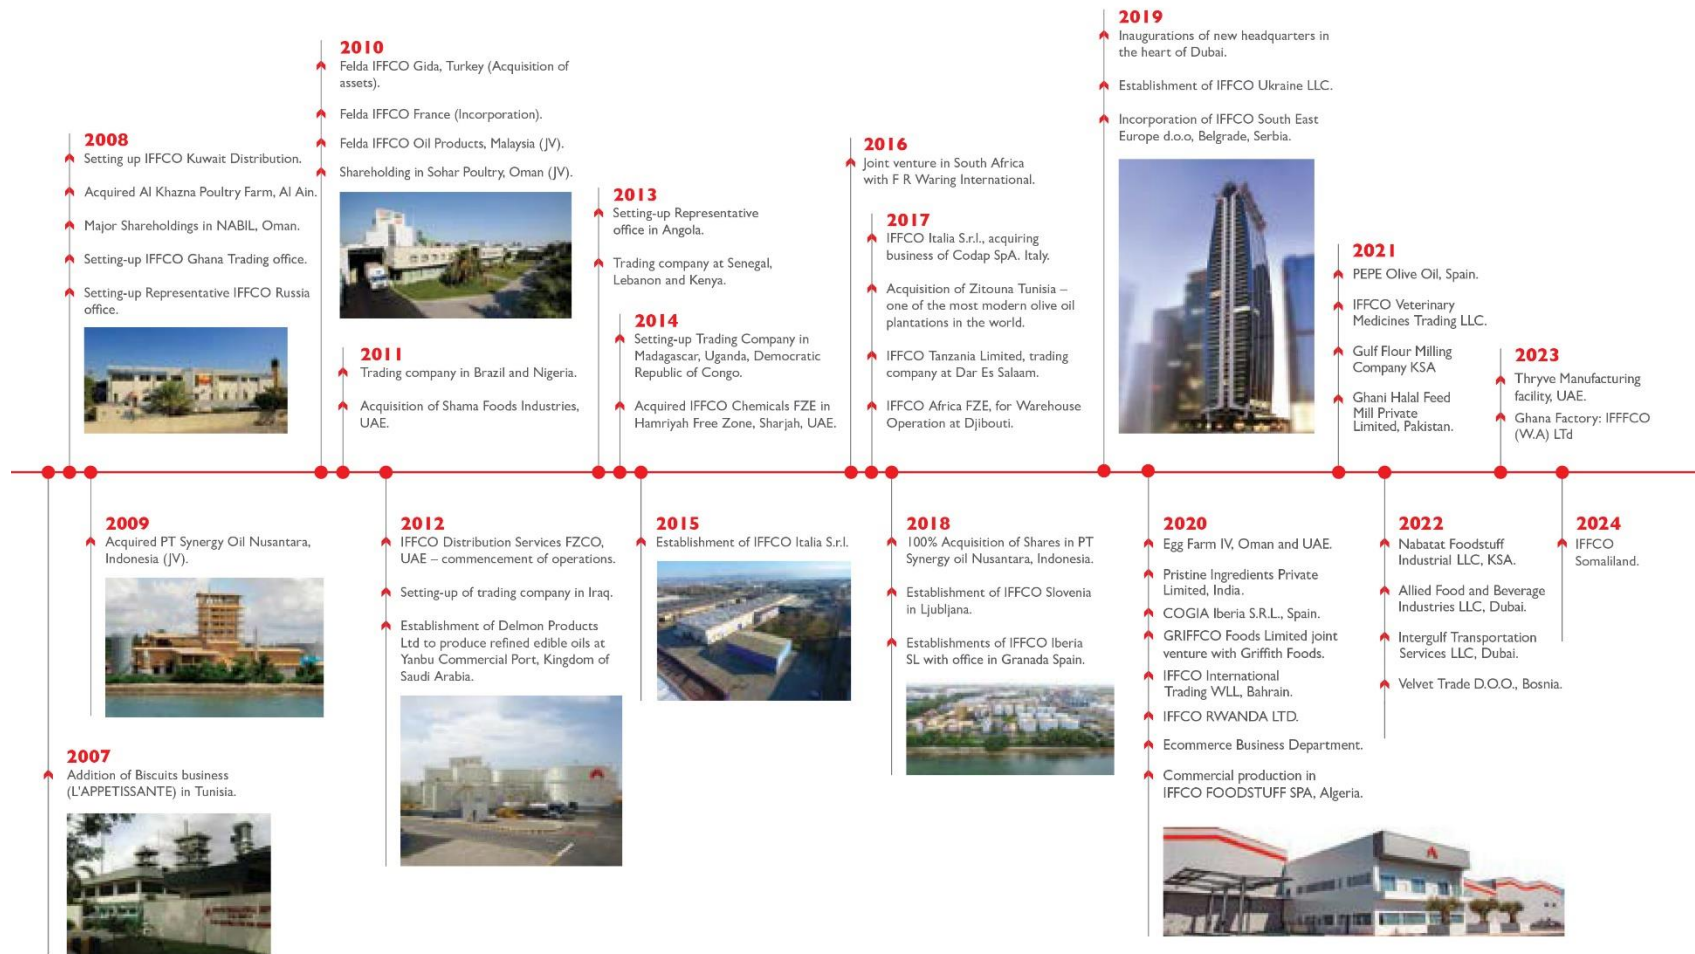 2007
Addition of Biscuits business
(L'APPETISSANTE) in Tunisia.
2008
Setting up IFFCO Kuwait Distribution.
Acquired Al Khazna Poultry Farm, Al Ain.
Major Shareholdings in NABIL, Oman.
Setting-up IFFCO Ghana Trading office.
Setting-up Representative IFFCO Russia
office.
2009
Acquired PT Synergy Oil Nusantara,
Indonesia (JV).
2010
Felda IFFCO Gida, Turkey (Acquisition of
assets).
Felda IFFCO France (Incorporation).
Felda IFFCO Oil Products, Malaysia (JV).
Shareholding in Sohar Poultry, Oman (JV).
2011
Trading company in Brazil and Nigeria.
Acquisition of Shama Foods Industries,
UAE.
2012
IFFCO Distribution Services FZCO,
UAE – commencement of operations.
Setting-up of trading company in Iraq.
Establishment of Delmon Products
Ltd to produce refined edible oils at
Yanbu Commercial Port, Kingdom of
Saudi Arabia.
2013
Setting-up Representative
office in Angola.
Trading company at Senegal,
Lebanon and Kenya.
2014
Setting-up Trading Company in
Madagascar, Uganda, Democratic
Republic of Congo.
Acquired IFFCO Chemicals FZE in
Hamriyah Free Zone, Sharjah, UAE.
2015
Establishment of IFFCO Italia S.r.l.
2016
Joint venture in South Africa
with F R Waring International.
2017
IFFCO Italia S.r.l., acquiring
business of Codap SpA. Italy.
Acquisition of Zitouna Tunisia –
one of the most modern olive oil
plantations in the world.
IFFCO Tanzania Limited, trading
company at Dar Es Salaam.
IFFCO Africa FZE, for Warehouse
Operation at Djibouti.
2018
100% Acquisition of Shares in PT
Synergy oil Nusantara, Indonesia.
Establishment of IFFCO Slovenia
in Ljubljana.
Establishments of IFFCO Iberia
SL with office in Granada Spain.
2019
Inaugurations of new headquarters in
the heart of Dubai.
Establishment of IFFCO Ukraine LLC.
Incorporation of IFFCO South East
Europe d.o.o, Belgrade, Serbia.
2020
Egg Farm IV, Oman and UAE.
Pristine Ingredients Private
Limited, India.
COGIA Iberia S.R.L., Spain.
GRIFFCO Foods Limited joint
venture with Griffith Foods.
IFFCO International
Trading WLL, Bahrain.
IFFCO RWANDA LTD.
Ecommerce Business Department.
Commercial production in
IFFCO FOODSTUFF SPA, Algeria.
2021
PEPE Olive Oil, Spain.
IFFCO Veterinary
Medicines Trading LLC.
Gulf Flour Milling
Company KSA
Ghani Halal Feed
Mill Private
Limited, Pakistan.
2022
Nabatat Foodstuff
Industrial LLC, KSA.
Allied Food and Beverage
Industries LLC, Dubai.
Intergulf Transportation
Services LLC, Dubai.
Velvet Trade D.O.O., Bosnia.
2023
Thryve Manufacturing
facility, UAE.
Ghana Factory: IFFFCO
(W.A) LTd
2024
IFFCO
Somaliland.